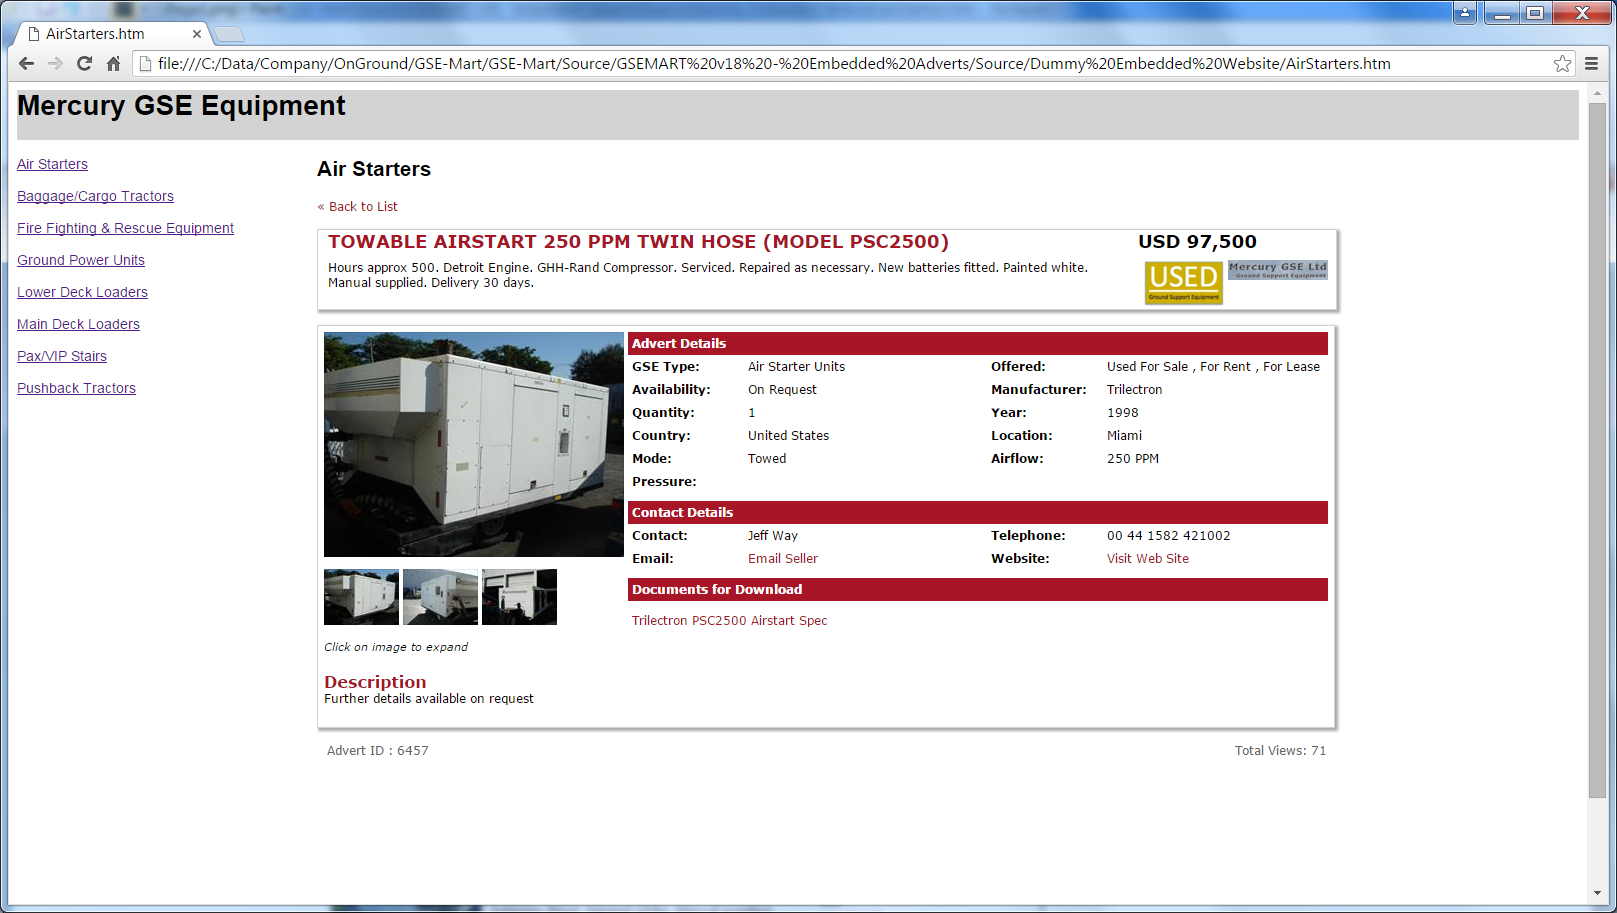 AirStarters.htm
file:///C:/Data/Company/OnGround/GSE-Mart/GSE-Mart/Source/GSEMART%20v18%20-%20Embedded%20Adverts/Source/Dummy%20Embedded%20Website/AirStarters.htm
Mercury GSE Equipment
Air Starters
Baggage/Cargo Tractors
Fire Fighting & Rescue Equipment
Ground Power Units
Lower Deck Loaders
Main Deck Loaders
Pax/VIP Stairs
Pushback Tractors
Air Starters
« Back to List
TOWABLE AIRSTART 250 PPM TWIN HOSE (MODEL PSC2500)
USD 97,500
Hours approx 500. Detroit Engine. GHH-Rand Compressor. Serviced. Repaired as necessary. New batteries fitted. Painted white.
Manual supplied. Delivery 30 days.
USED
Ground Support Equipment
Mercury GSE Ltd
Ground Support Equipment
Advert Details
GSE Type: Air Starter Units Offered: Used For Sale , For Rent , For Lease
Availability: On Request Manufacturer: Trilectron
Quantity: 1 Year: 1998
Country: United States Location: Miami
Mode: Towed Airflow: 250 PPM
Pressure:
Contact Details
Contact: Jeff Way Telephone: 00 44 1582 421002
Email: Email Seller Website: Visit Web Site
Documents for Download
Trilectron PSC2500 Airstart Spec
Click on image to expand
Description
Further details available on request
Advert ID : 6457
Total Views: 71